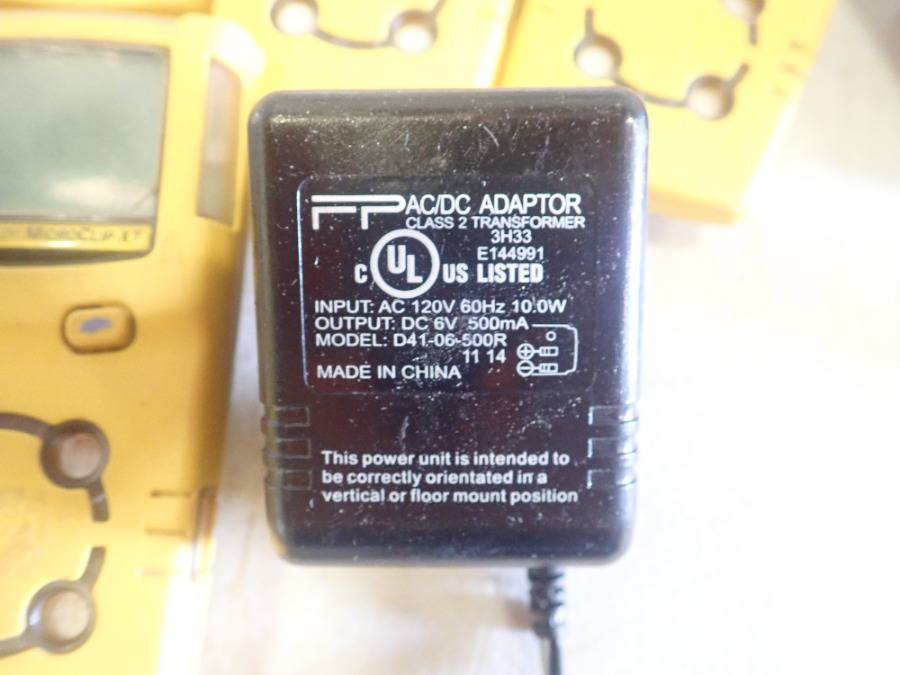 MICROCLIP XT
FP AC/DC ADAPTOR
CLASS 2 TRANSFORMER
3H33
E144991
C UL US LISTED
INPUT: AC 120V 60Hz 10.0W
OUTPUT: DC 6V 500mA
MODEL: D41-06-500R
11 14
MADE IN CHINA
This power unit is intended to
be correctly orientated in a
vertical or floor mount position